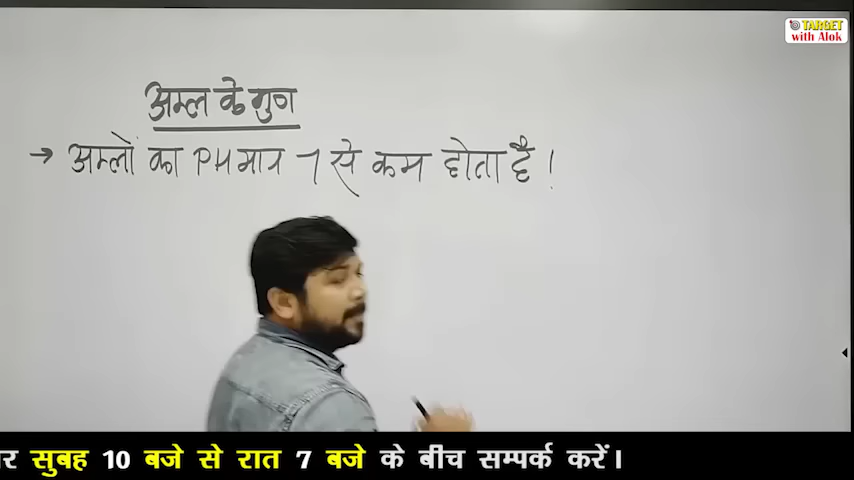 TARGET
with Alok
अम्ल के गुण
→ अम्लों का PH मान 7 से कम होता है !
र सुबह 10 बजे से रात 7 बजे के बीच सम्पर्क करें।